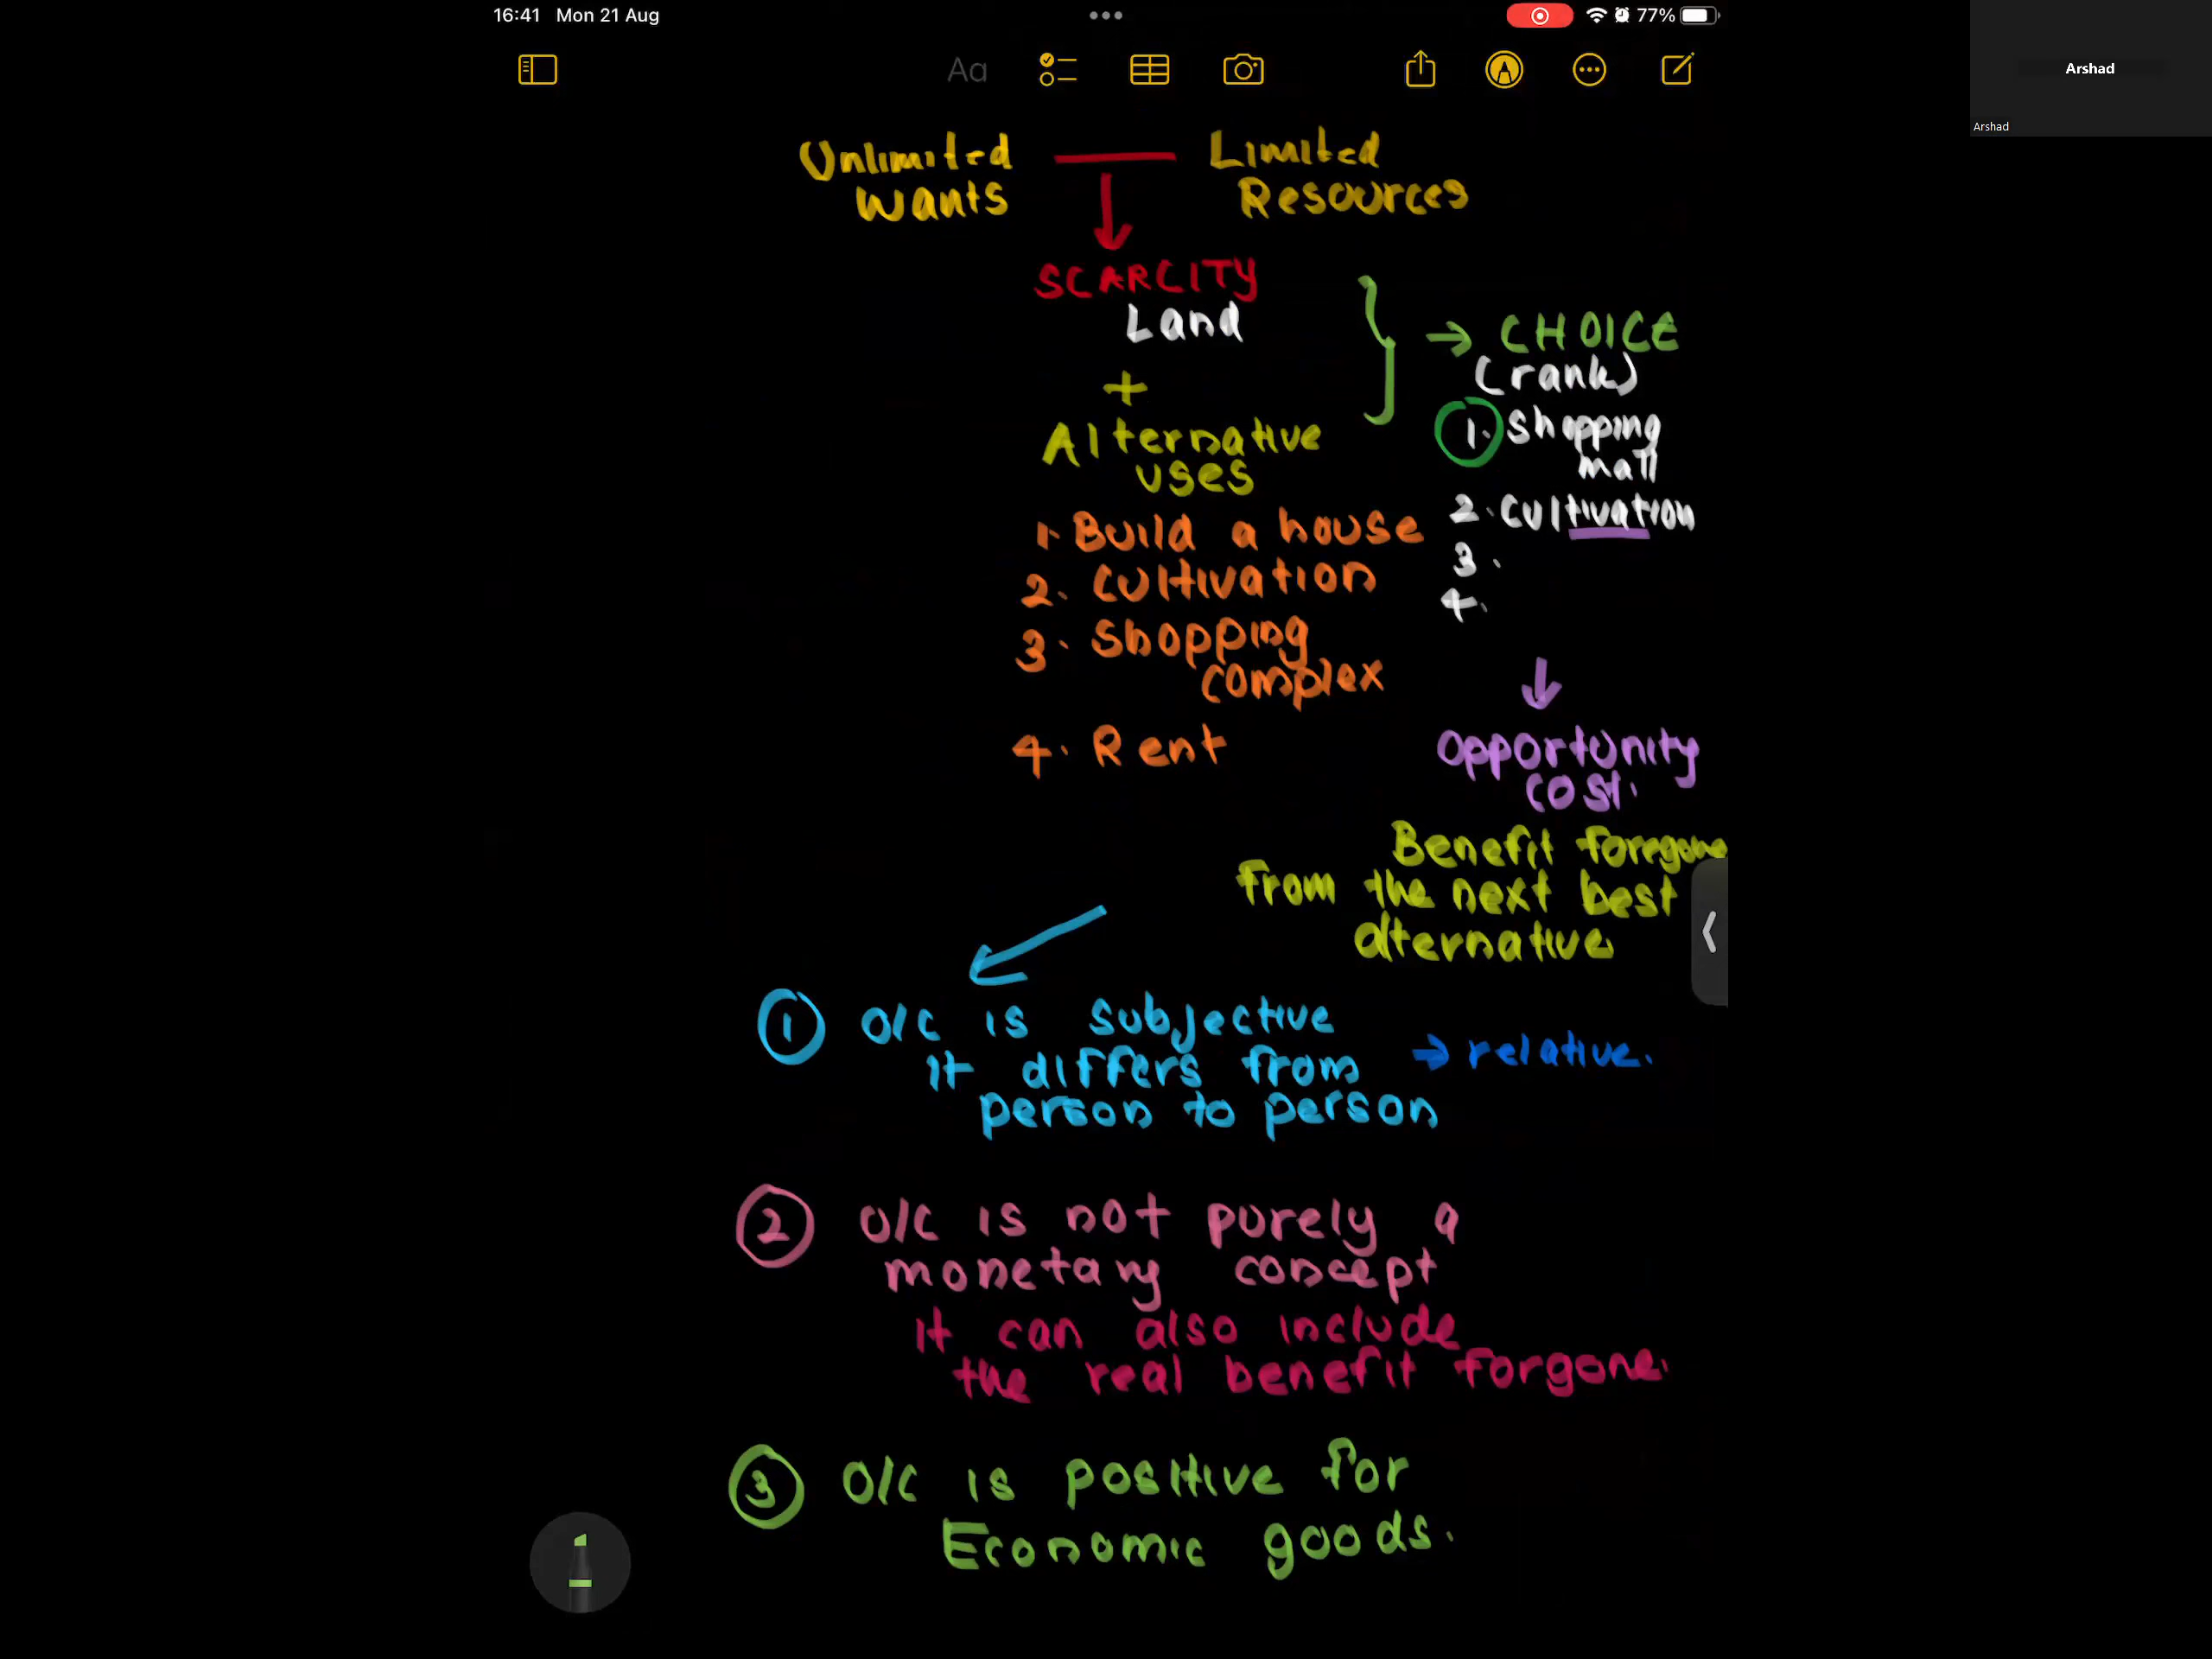 16:41 Mon 21 Aug
77%
Aa
Arshad
Arshad
Unlimited
Wants
Limited
Resources
SCARCITY
Land
+
Alternative
uses
1. Build a house
2. Cultivation
3. Shopping
complex
4. Rent
→ CHOICE
(rank)
1. Shopping
mall
2. Cultivation
3.
4.
Opportunity
cost.
Benefit foregone
from the next best
alternative
① O/C is subjective
It differs from
person to person
→ relative.
② O/C is not purely a
monetary concept
It can also include
the real benefit forgone.
③ O/C is positive for
Economic goods.